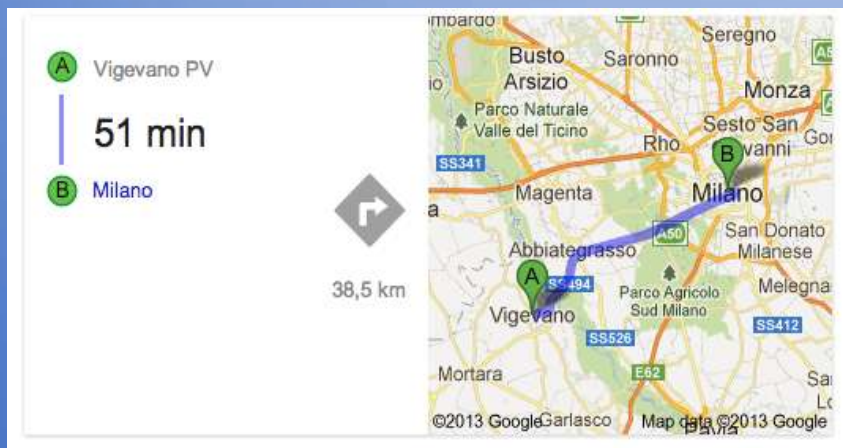 A Vigevano PV
51 min
B Milano
38,5 km
Seregno
Busto
Arsizio
Saronno
Monza
Parco Naturale
Valle del Ticino
Sesto San
Rho
B
SS341
Magenta
Milano
A50
San Donato
Milanese
Abbiategrasso
A
SS494
Parco Agricolo
Sud Milano
Vigevano
SS412
SS526
Mortara
E62
©2013 Google
Garlasco
Map data ©2013 Google
Pavia